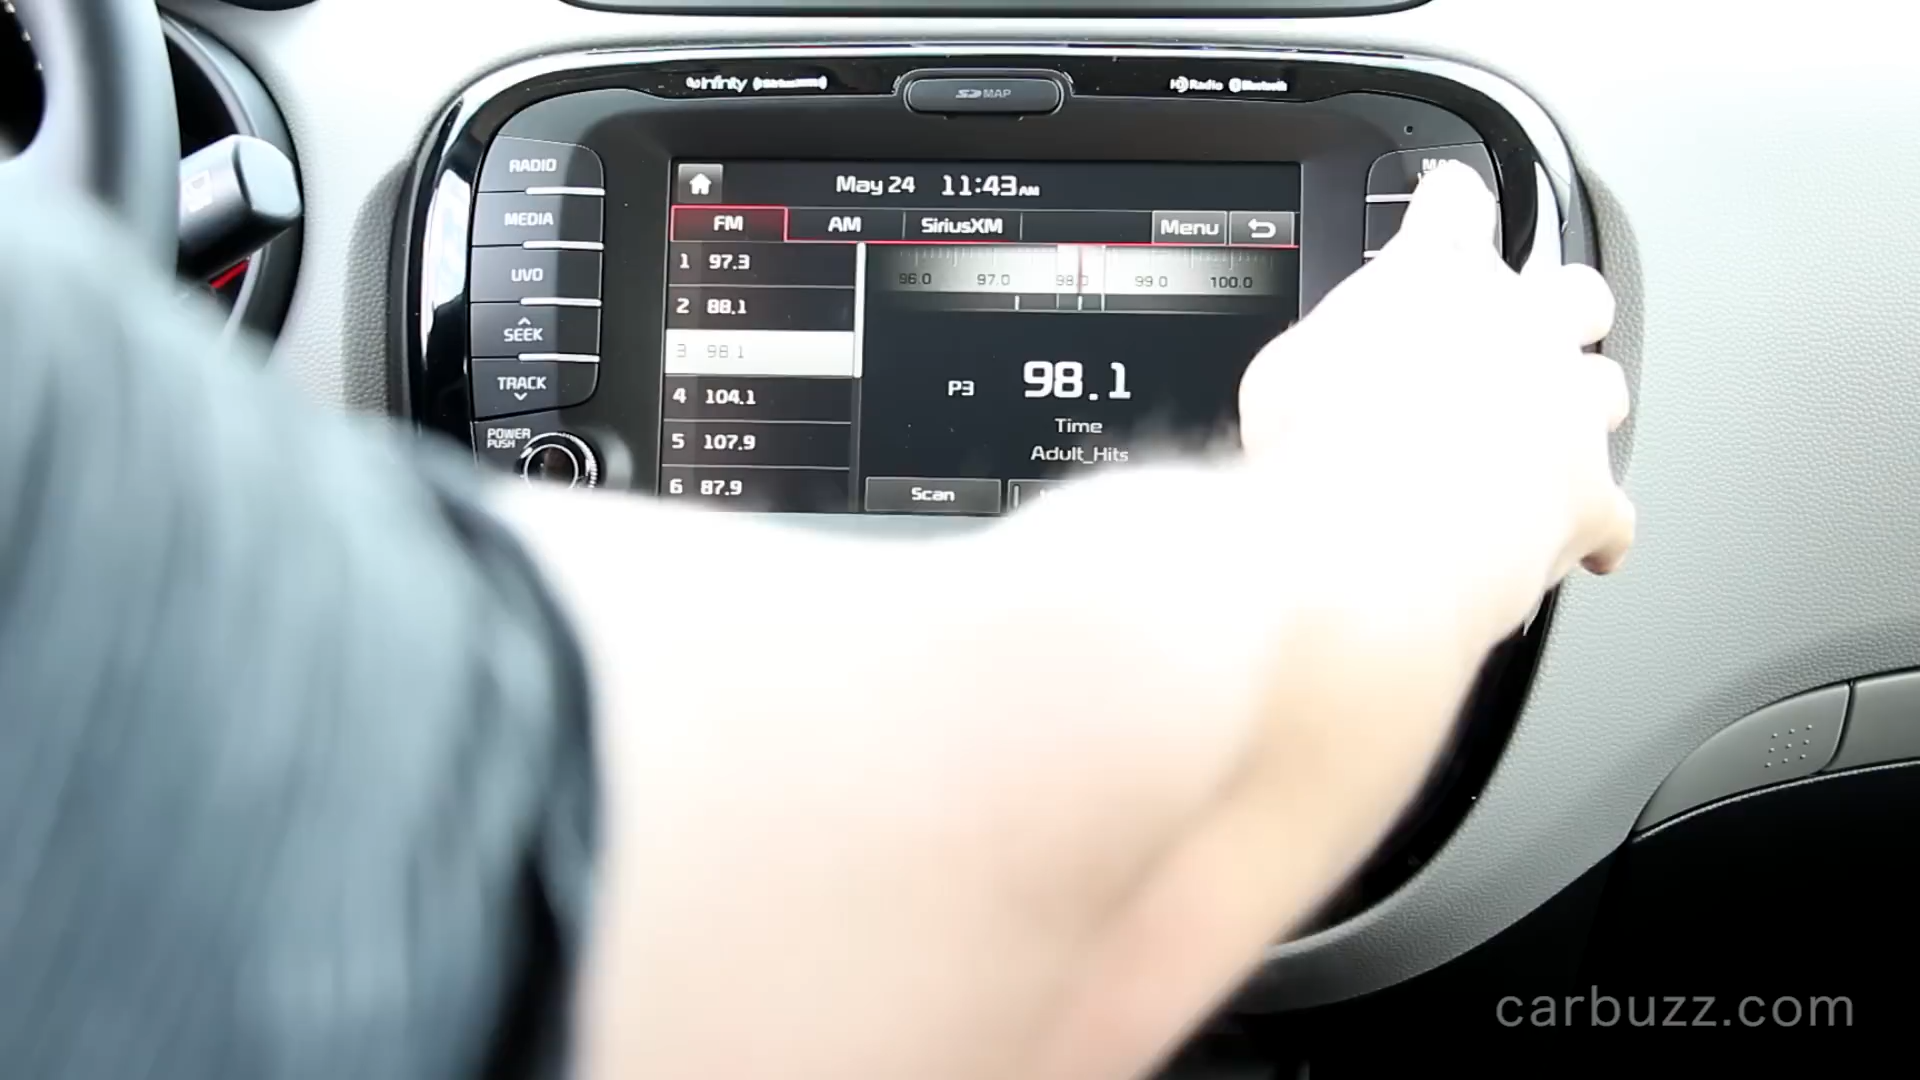 infinity (SiriusXM)
SD MAP
HD Radio Bluetooth
RADIO
MEDIA
UVO
SEEK
TRACK
POWER
PUSH
MAP
May 24 11:43 AM
FM AM SiriusXM Menu
1 97.3
2 88.1
3 98.1
4 104.1
5 107.9
6 87.9
96.0 97.0 98.0 99.0 100.0
P3 98.1
Time
Adult_Hits
Scan
carbuzz.com